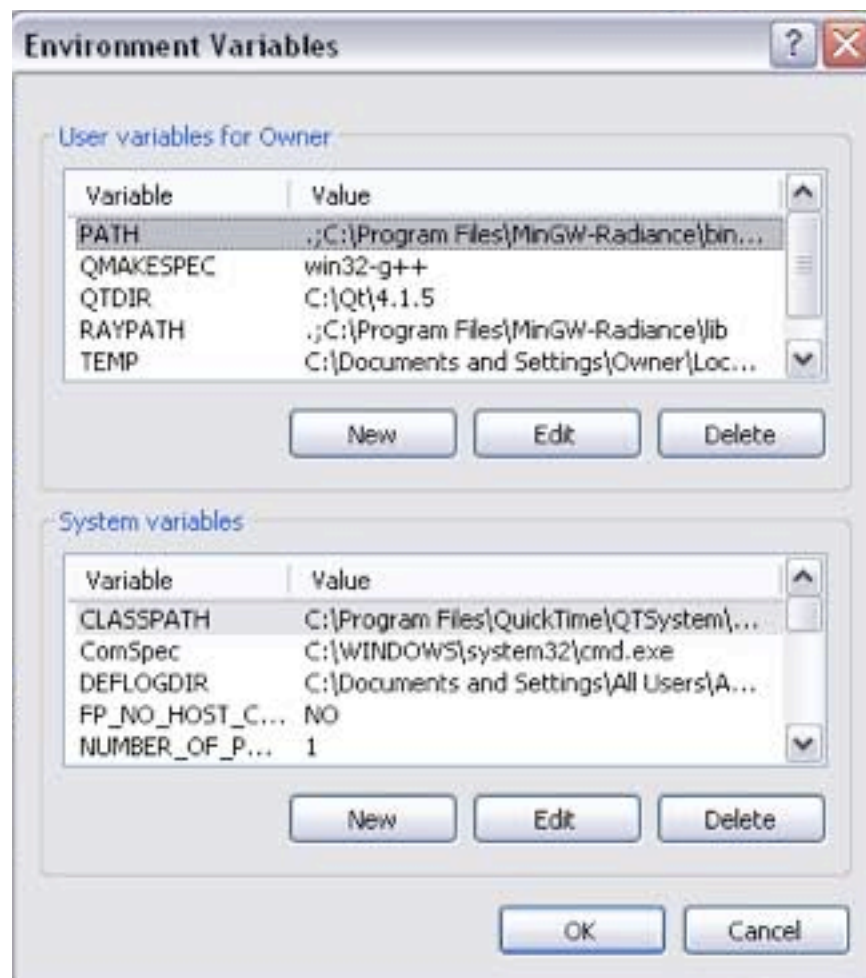 Environment Variables
User variables for Owner
Variable Value
PATH .;C:\Program Files\MinGW-Radiance\bin...
QMAKESPEC win32-g++
QTDIR C:\Qt\4.1.5
RAYPATH .;C:\Program Files\MinGW-Radiance\lib
TEMP C:\Documents and Settings\Owner\Loc...
New Edit Delete
System variables
Variable Value
CLASSPATH C:\Program Files\QuickTime\QTSystem\...
ComSpec C:\WINDOWS\system32\cmd.exe
DEFLOGDIR C:\Documents and Settings\All Users\A...
FP_NO_HOST_C... NO
NUMBER_OF_P... 1
New Edit Delete
OK Cancel